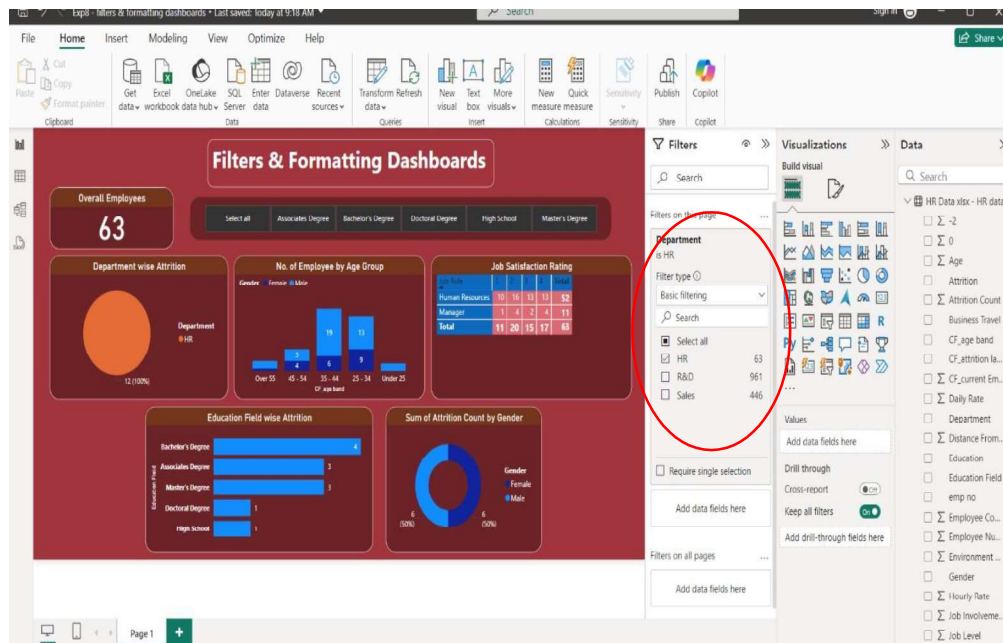 Exp8 - filters & formatting dashboards • Last saved: Today at 9:18 AM
Search
Sign in
File Home Insert Modeling View Optimize Help
Share
Paste
Cut
Copy
Format painter
Clipboard
Get data
Excel workbook
OneLake data hub
SQL Server
Enter data
Dataverse
Recent sources
Data
Transform data
Refresh
Queries
New visual
Text box
More visuals
Insert
New measure
Quick measure
Calculations
Sensitivity
Sensitivity
Publish
Share
Copilot
Copilot
Filters & Formatting Dashboards
Overall Employees
63
Select all
Associates Degree
Bachelor's Degree
Doctoral Degree
High School
Master's Degree
Department wise Attrition
Department
HR
12 (100%)
No. of Employee by Age Group
Gender Female Male
19
13
3
4
6
9
Over 55 45 - 54 35 - 44 25 - 34 Under 25
CF_age band
Job Satisfaction Rating
Job Role 1 2 3 4 Total
Human Resources 10 16 13 13 52
Manager 1 4 2 4 11
Total 11 20 15 17 63
Education Field wise Attrition
Education Field
Bachelor's Degree 4
Associates Degree 3
Master's Degree 3
Doctoral Degree 1
High School 1
Sum of Attrition Count by Gender
Gender
Female
Male
6
(50%)
6
(50%)
Filters
Search
Filters on this page
...
Department
is HR
Filter type
Basic filtering
Search
Select all
HR 63
R&D 961
Sales 446
Require single selection
Add data fields here
Filters on all pages
...
Add data fields here
Visualizations
Build visual
R
Py
...
Values
Add data fields here
Drill through
Cross-report Off
Keep all filters On
Add drill-through fields here
Data
Search
HR Data xlsx - HR data
Σ -2
Σ 0
Σ Age
Attrition
Σ Attrition Count
Business Travel
CF_age band
CF_attrition la...
Σ CF_current Em...
Σ Daily Rate
Department
Σ Distance From...
Education
Education Field
emp no
Σ Employee Co...
Σ Employee Nu...
Σ Environment ...
Gender
Σ Hourly Rate
Σ Job Involveme...
Σ Job Level
Page 1
+